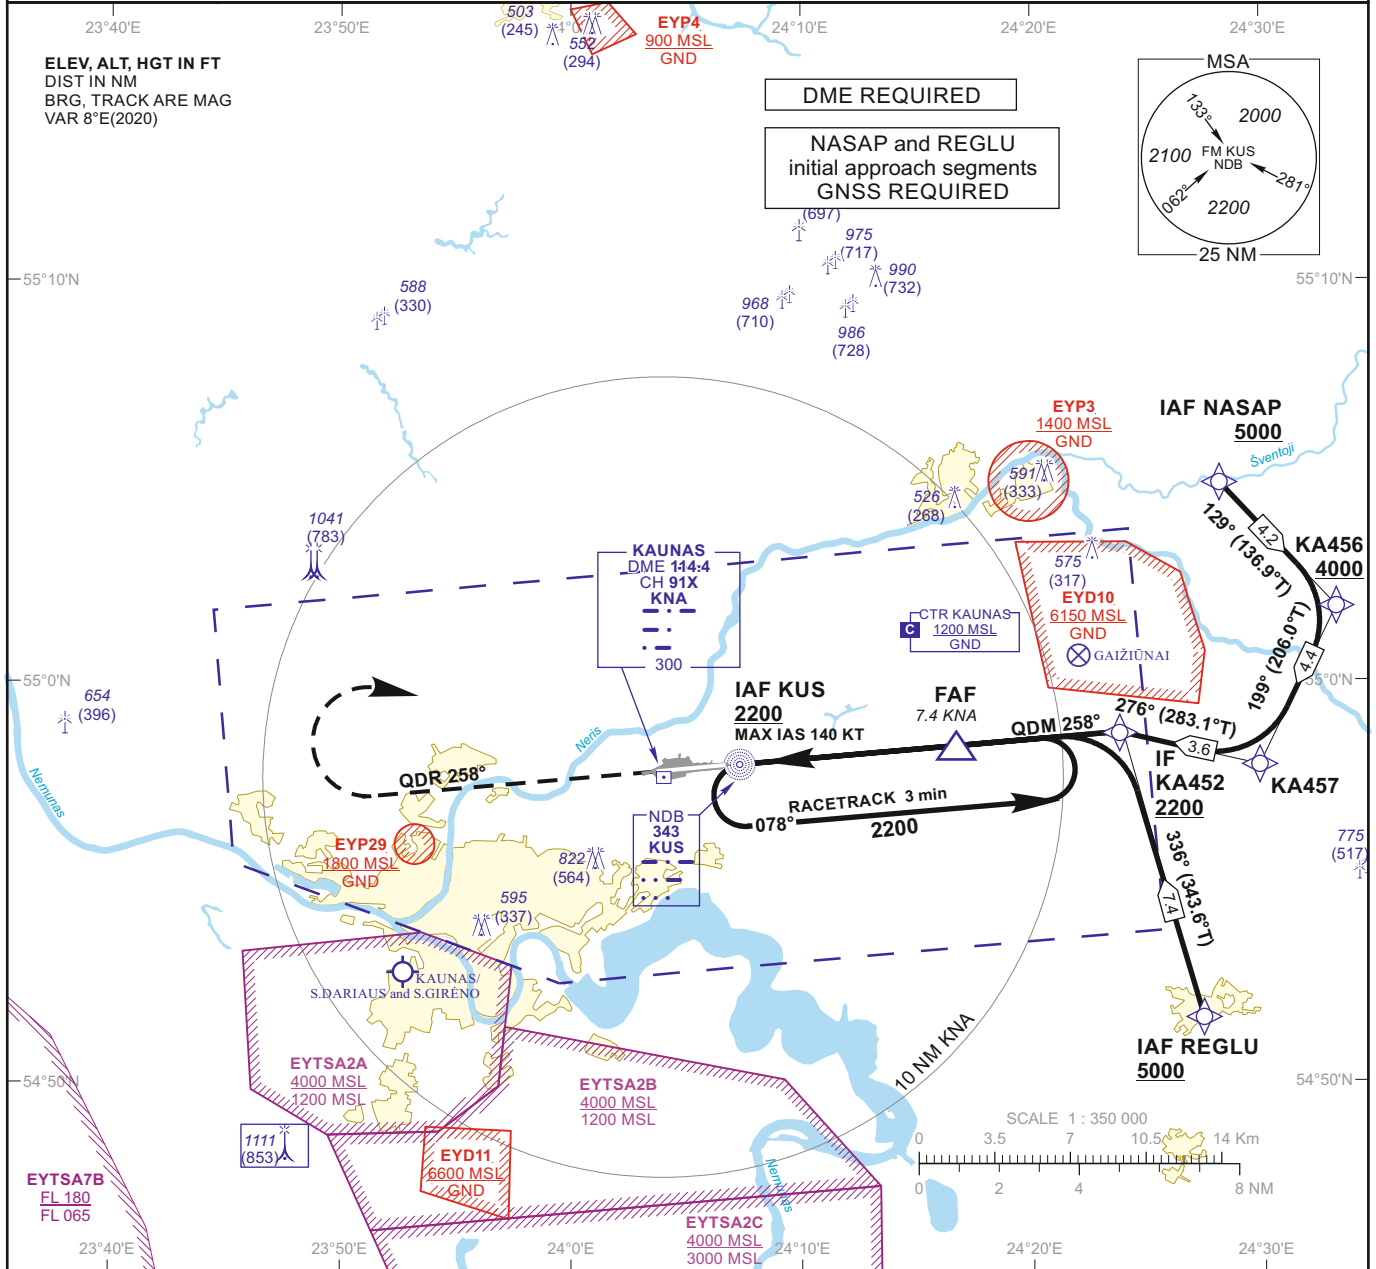 23°40'E
23°50'E
24°0'E
24°10'E
24°20'E
24°30'E
503
(245)
552
(294)
EYP4
900 MSL
GND
ELEV, ALT, HGT IN FT
DIST IN NM
BRG, TRACK ARE MAG
VAR 8°E(2020)
DME REQUIRED
NASAP and REGLU
initial approach segments
GNSS REQUIRED
MSA
133°
2000
2100
FM KUS
NDB
062°
281°
2200
25 NM
(697)
975
(717)
990
(732)
968
(710)
986
(728)
588
(330)
55°10'N
55°10'N
EYP3
1400 MSL
GND
IAF NASAP
5000
Šventoji
591
(333)
526
(268)
1041
(783)
129° (136.9°T)
4.2
KA456
4000
KAUNAS
DME 114.4
CH 91X
KNA
300
575
(317)
EYD10
6150 MSL
GND
GAIŽIŪNAI
C
CTR KAUNAS
1200 MSL
GND
199° (206.0°T)
4.4
55°0'N
55°0'N
654
(396)
IAF KUS
2200
MAX IAS 140 KT
FAF
7.4 KNA
QDM 258°
276° (283.1°T)
3.6
IF
KA452
2200
KA457
Neris
Nemunas
QDR 258°
RACETRACK 3 min
078°
2200
NDB
343
KUS
EYP29
1800 MSL
GND
822
(564)
595
(337)
336° (343.6°T)
7.4
775
(517)
KAUNAS/
S.DARIAUS and S.GIRĖNO
10 NM KNA
IAF REGLU
5000
EYTSA2A
4000 MSL
1200 MSL
EYTSA2B
4000 MSL
1200 MSL
54°50'N
54°50'N
SCALE 1 : 350 000
0
3.5
7
10.5
14 Km
0
2
4
8 NM
1111
(853)
EYD11
6600 MSL
GND
Nemunas
EYTSA7B
FL 180
FL 065
EYTSA2C
4000 MSL
3000 MSL
23°40'E
23°50'E
24°0'E
24°10'E
24°20'E
24°30'E